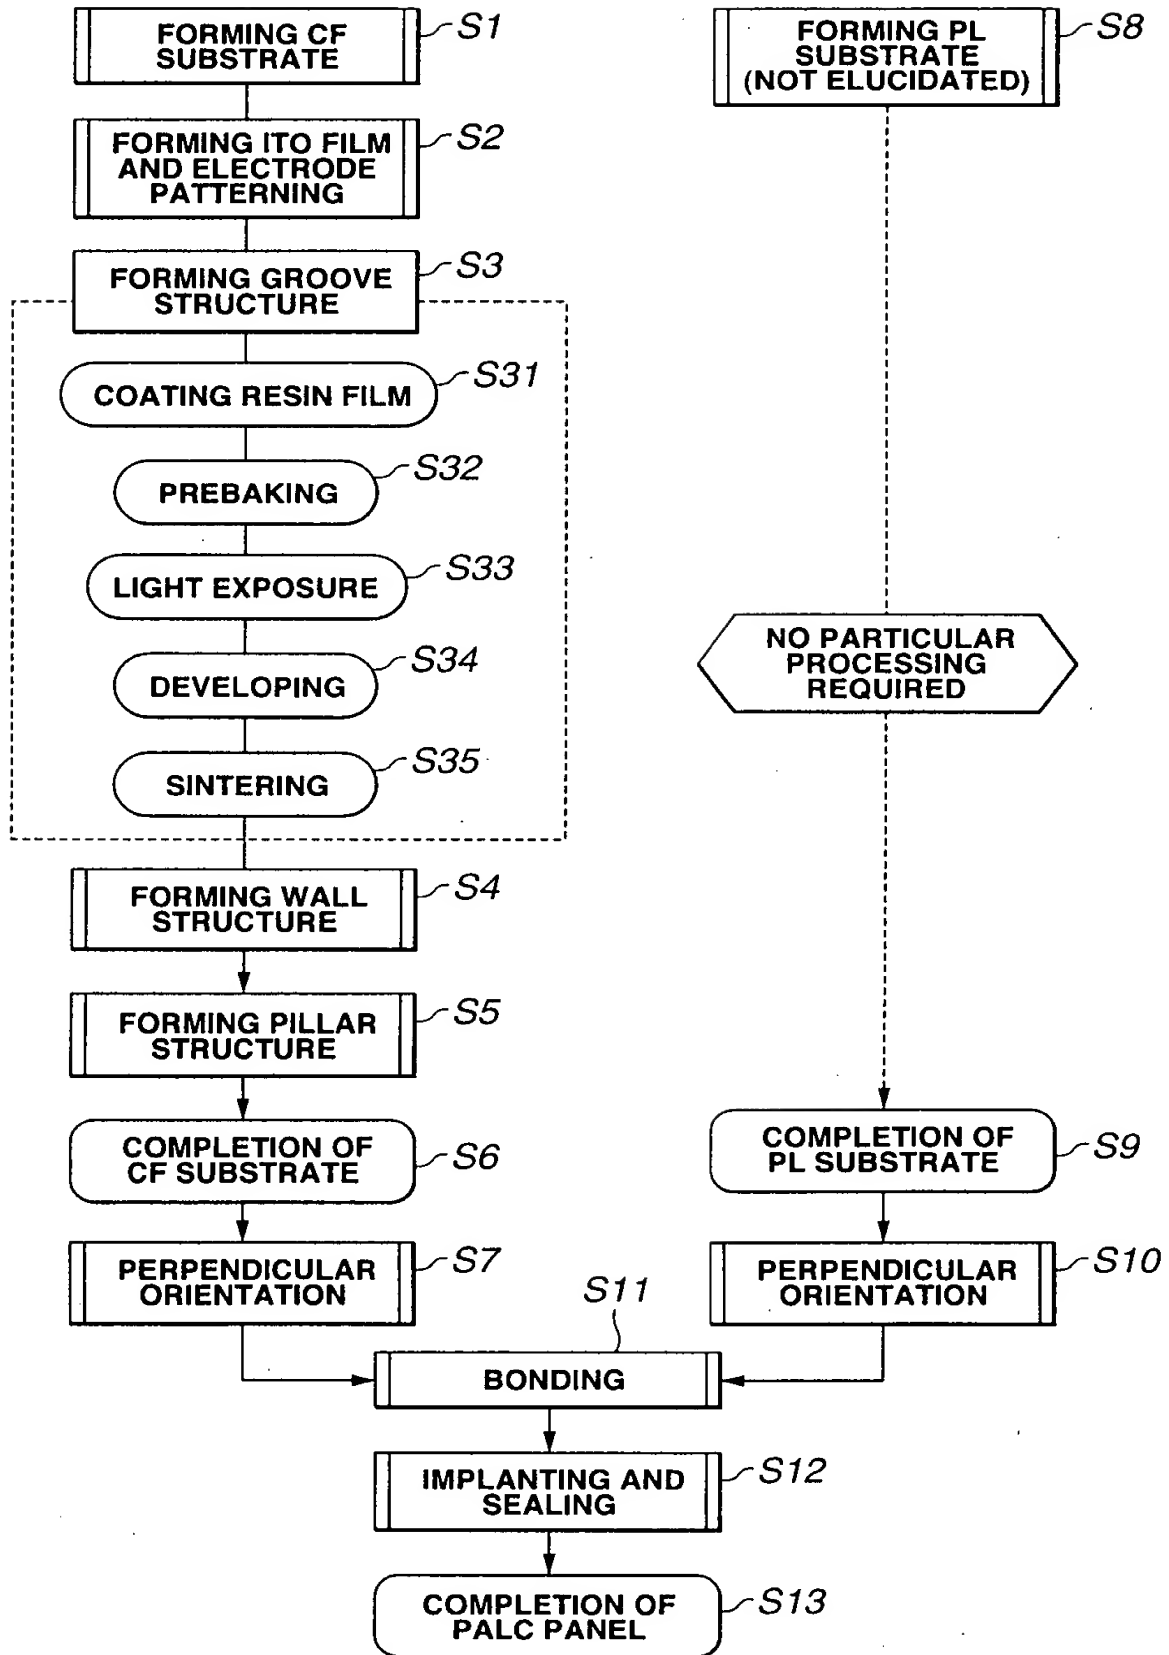 FORMING CF
SUBSTRATE
S1
FORMING ITO FILM
AND ELECTRODE
PATTERNING
S2
FORMING GROOVE
STRUCTURE
S3
COATING RESIN FILM
S31
PREBAKING
S32
LIGHT EXPOSURE
S33
DEVELOPING
S34
SINTERING
S35
FORMING WALL
STRUCTURE
S4
FORMING PILLAR
STRUCTURE
S5
COMPLETION OF
CF SUBSTRATE
S6
PERPENDICULAR
ORIENTATION
S7
FORMING PL
SUBSTRATE
(NOT ELUCIDATED)
S8
NO PARTICULAR
PROCESSING
REQUIRED
COMPLETION OF
PL SUBSTRATE
S9
PERPENDICULAR
ORIENTATION
S10
S11
BONDING
IMPLANTING AND
SEALING
S12
COMPLETION OF
PALC PANEL
S13